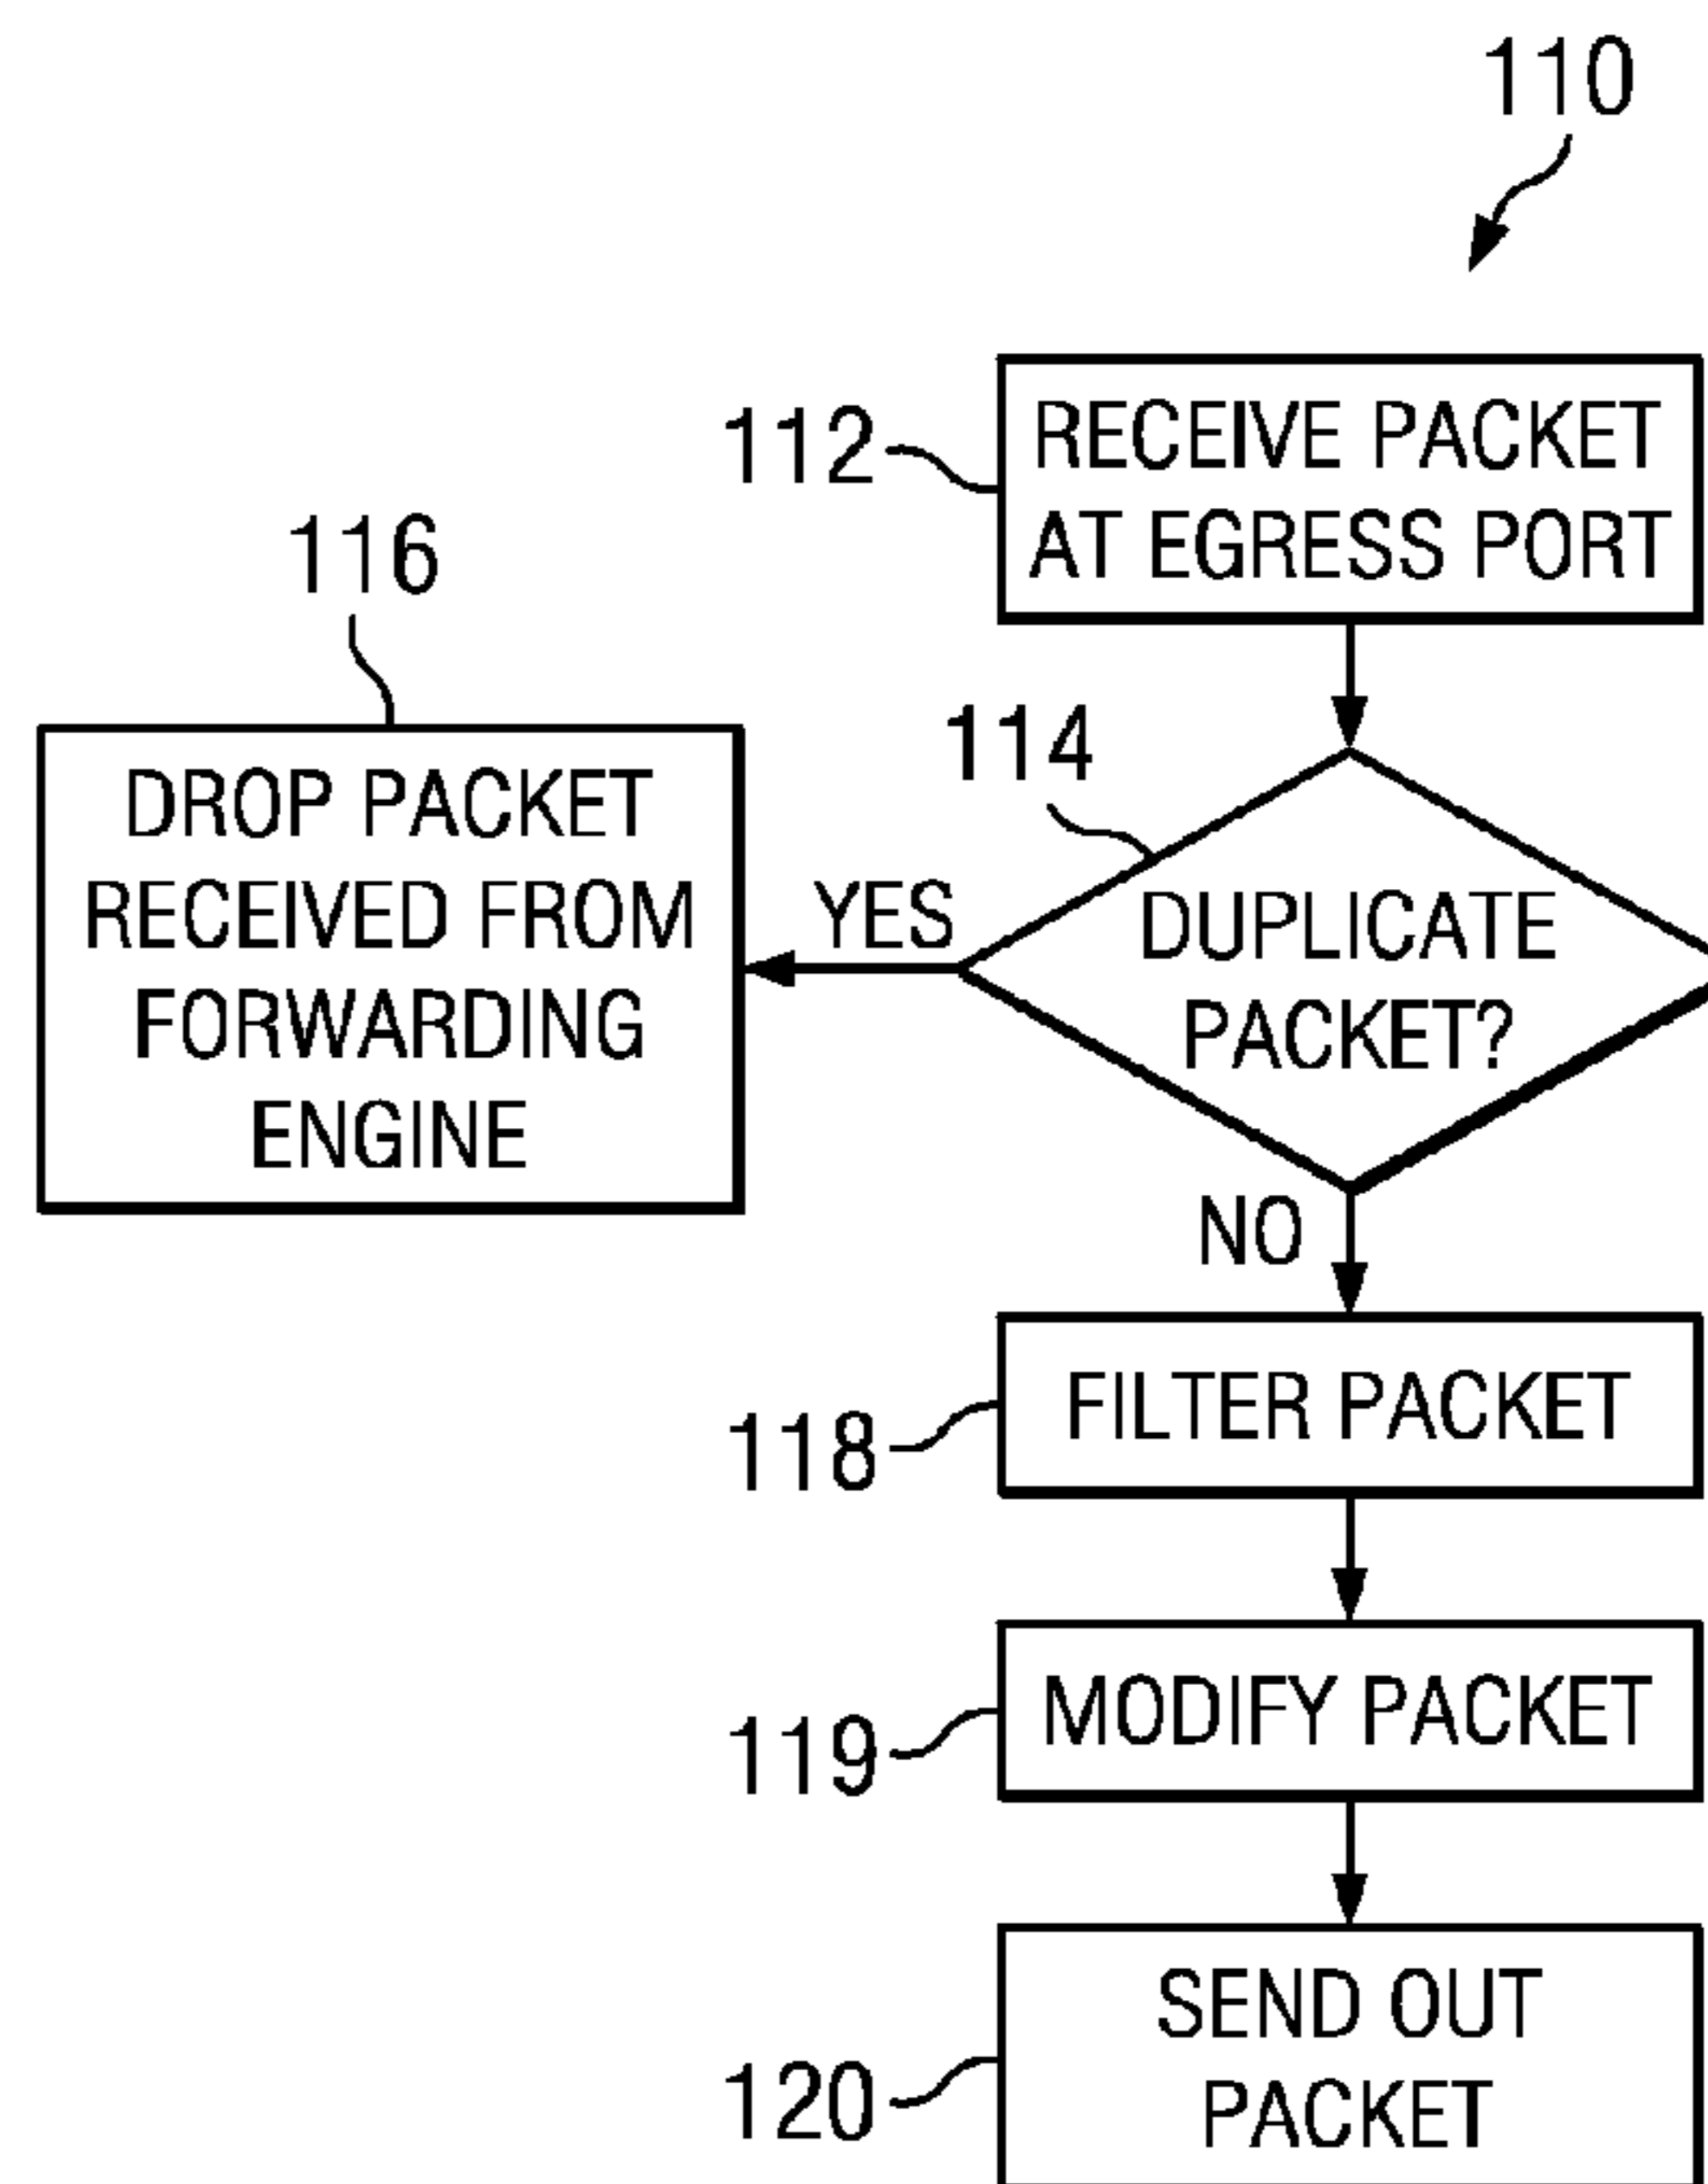 110
112
RECEIVE PACKET
AT EGRESS PORT
116
114
DROP PACKET
RECEIVED FROM
FORWARDING
ENGINE
YES
DUPLICATE
PACKET?
NO
118
FILTER PACKET
119
MODIFY PACKET
120
SEND OUT
PACKET